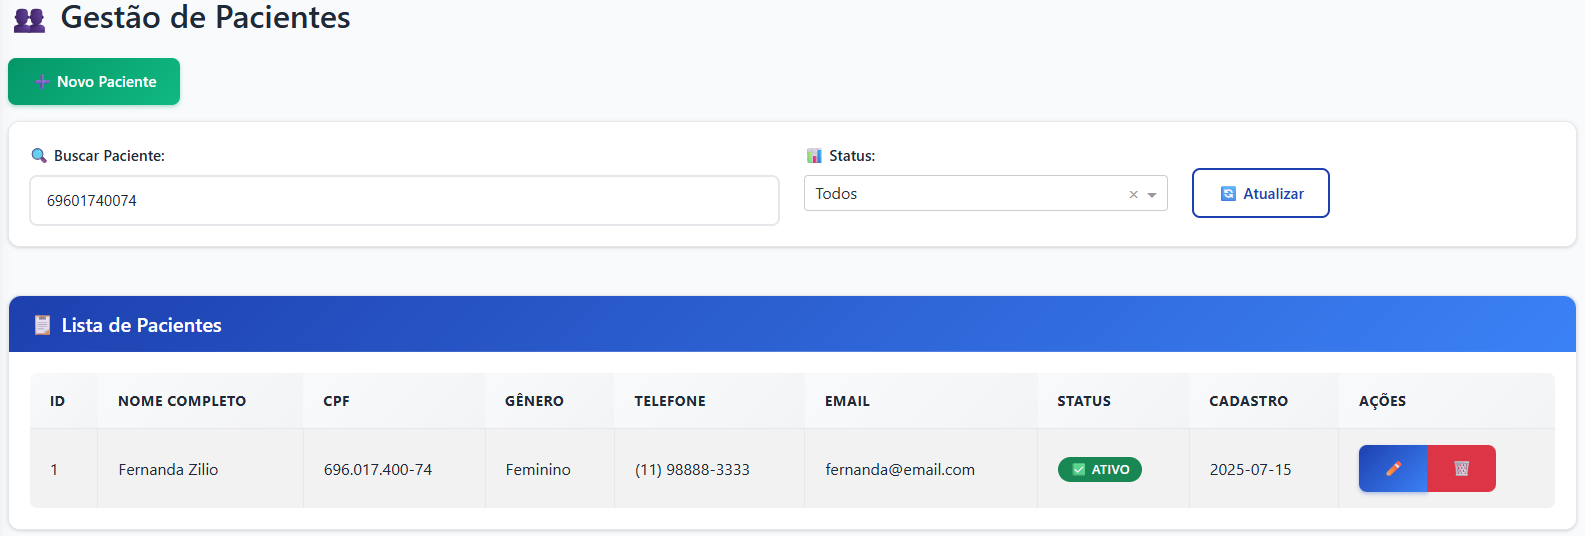 Gestão de Pacientes
Novo Paciente
Buscar Paciente:
Status:
69601740074
Todos
Atualizar
Lista de Pacientes
ID NOME COMPLETO CPF GÊNERO TELEFONE EMAIL STATUS CADASTRO AÇÕES
1 Fernanda Zilio 696.017.400-74 Feminino (11) 98888-3333 fernanda@email.com ATIVO 2025-07-15